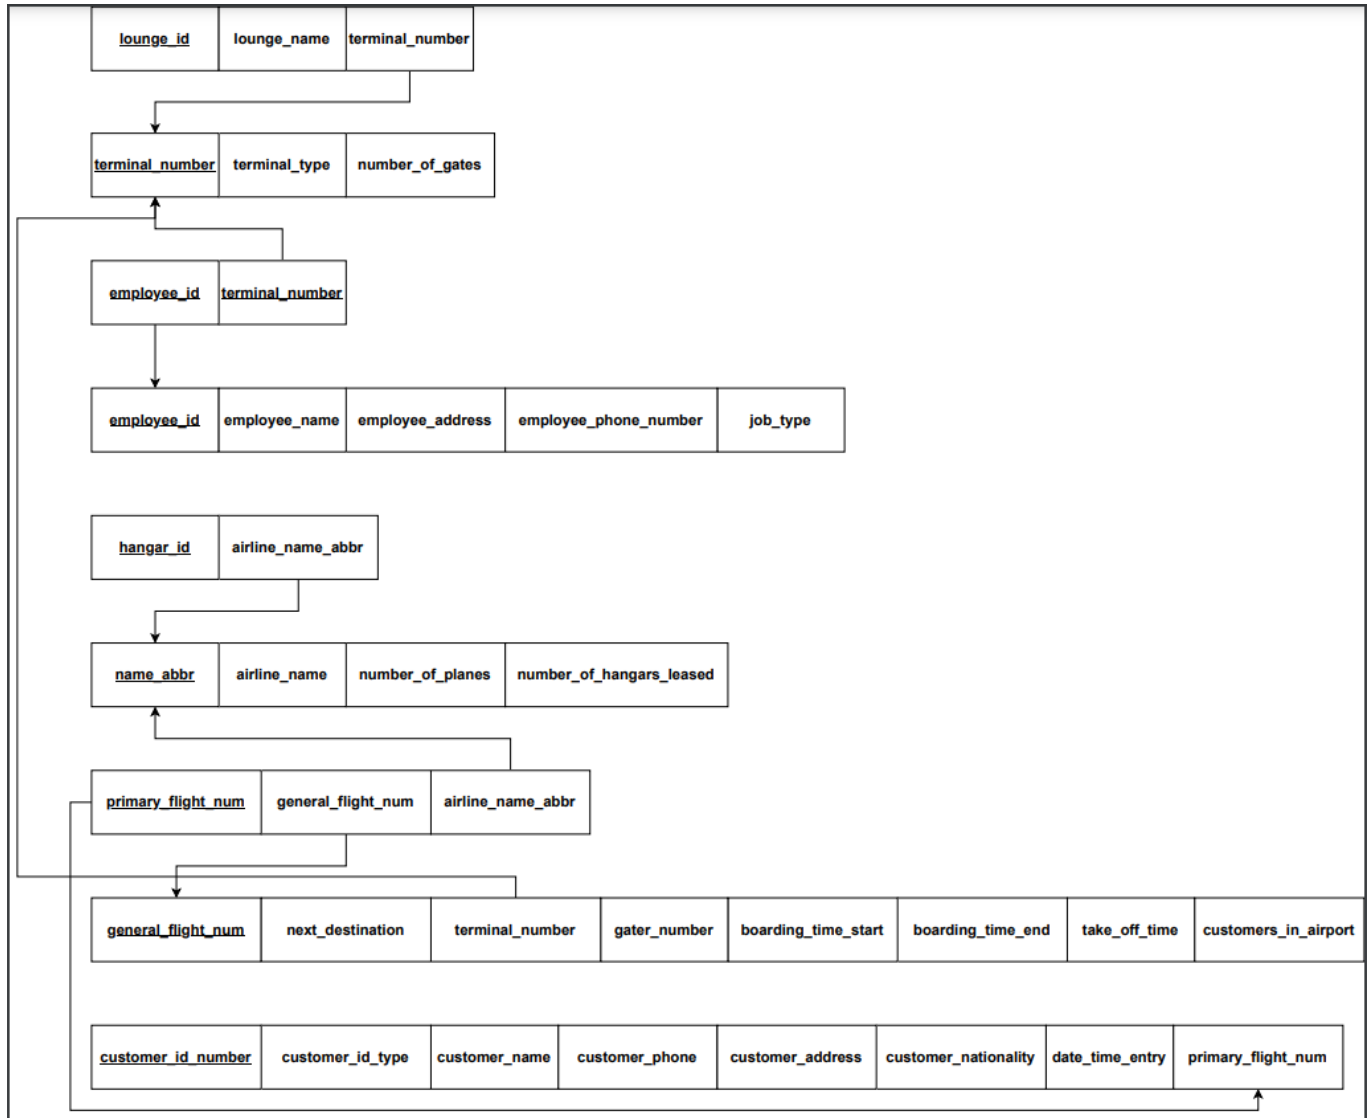 lounge_id lounge_name terminal_number
terminal_number terminal_type number_of_gates
employee_id terminal_number
employee_id employee_name employee_address employee_phone_number job_type
hangar_id airline_name_abbr
name_abbr airline_name number_of_planes number_of_hangars_leased
primary_flight_num general_flight_num airline_name_abbr
general_flight_num next_destination terminal_number gater_number boarding_time_start boarding_time_end take_off_time customers_in_airport
customer_id_number customer_id_type customer_name customer_phone customer_address customer_nationality date_time_entry primary_flight_num